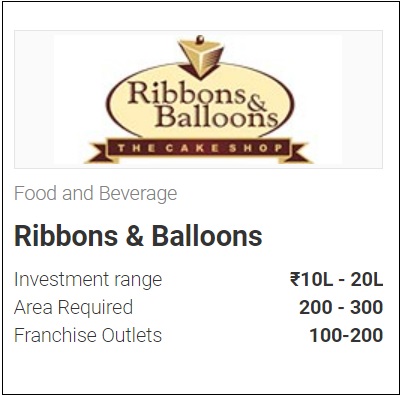 Ribbons &
Balloons
THE CAKE SHOP
Food and Beverage
Ribbons & Balloons
Investment range ₹10L - 20L
Area Required 200 - 300
Franchise Outlets 100-200